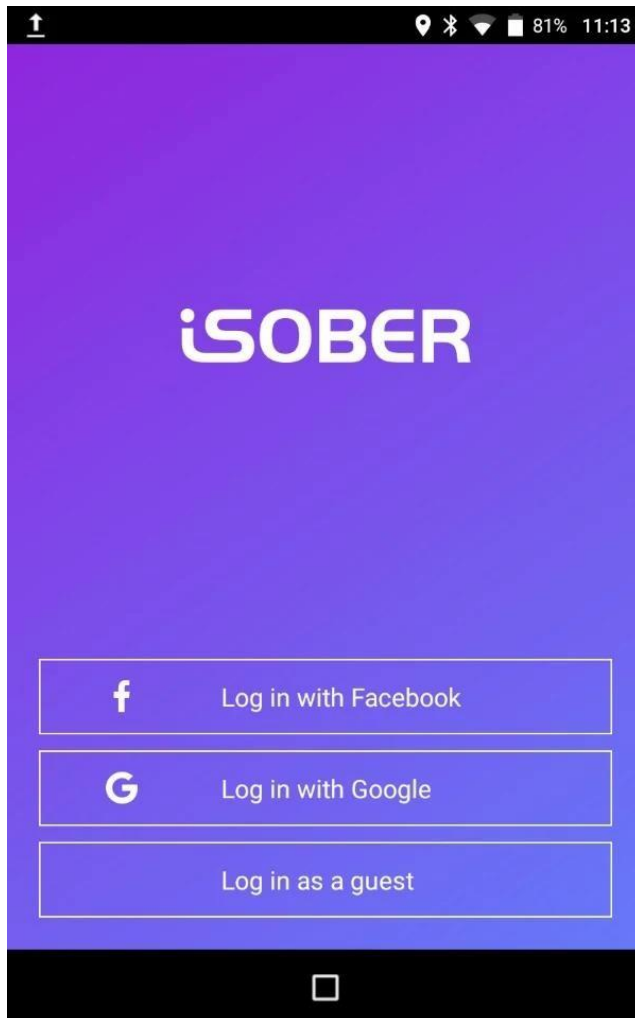 81% 11:13
iSOBER
Log in with Facebook
Log in with Google
Log in as a guest